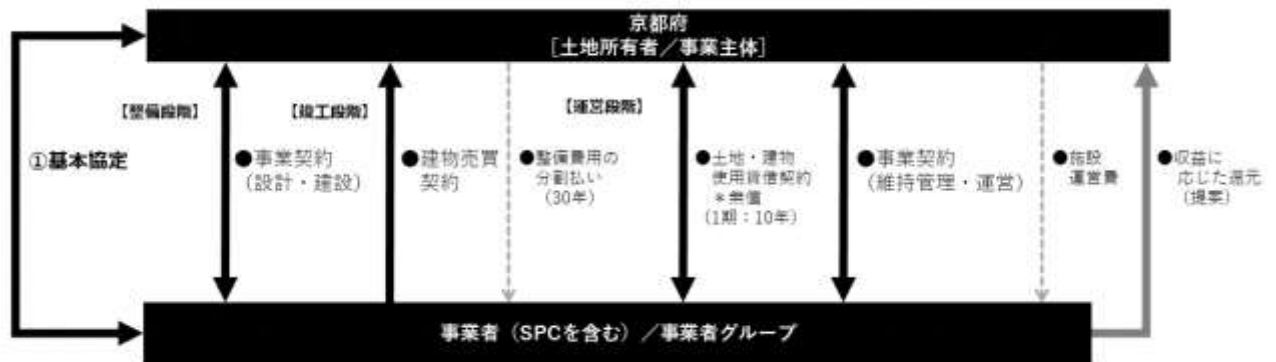 京都府
[土地所有者／事業主体]
【整備段階】
【竣工段階】
【運営段階】
①基本協定
●事業契約
（設計・建設）
●建物売買
契約
●整備費用の
分割払い
（30年）
●土地・建物
使用貸借契約
＊無償
（1期：10年）
●事業契約
（維持管理・運営）
●施設
運営費
●収益に
応じた還元
（提案）
事業者（SPCを含む）／事業者グループ